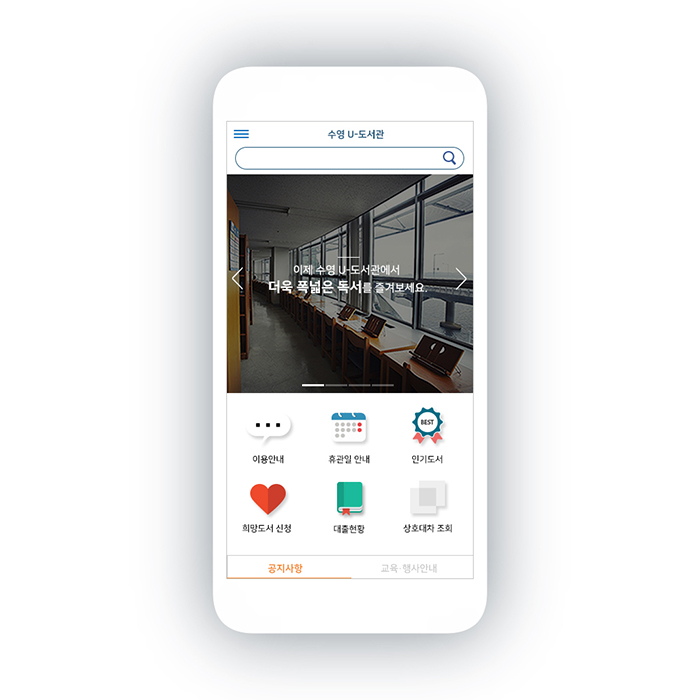 수영 U-도서관
이제 수영 U-도서관에서
더욱 폭넓은 독서를 즐겨보세요.
이용안내
휴관일 안내
BEST
인기도서
희망도서 신청
대출현황
상호대차 조회
공지사항
교육·행사안내